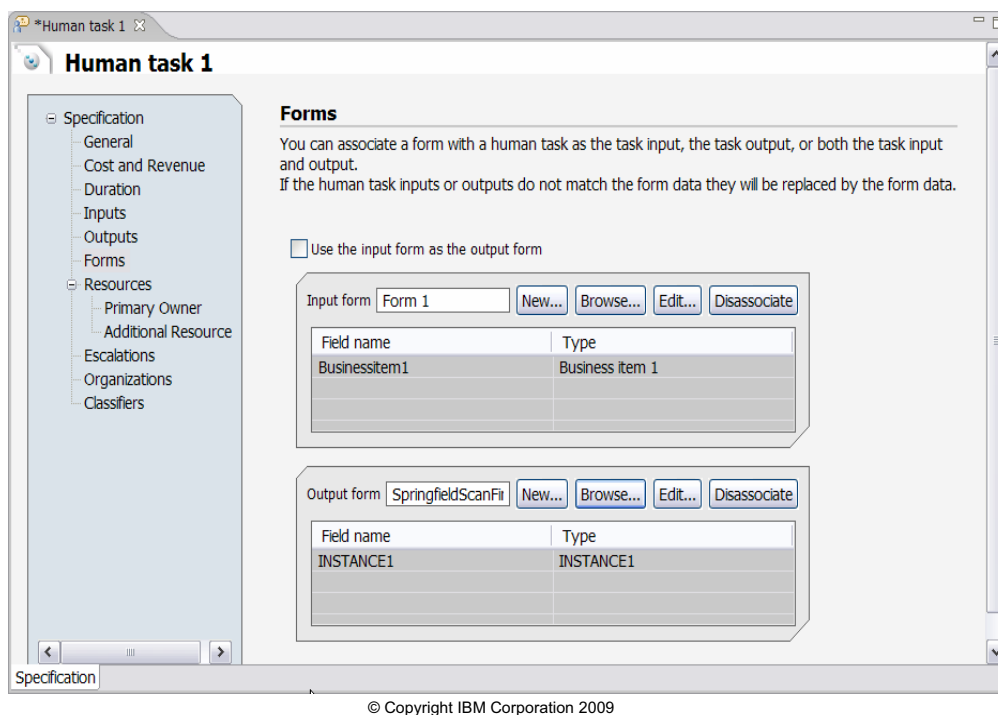 *Human task 1
Human task 1
Specification
General
Cost and Revenue
Duration
Inputs
Outputs
Forms
Resources
Primary Owner
Additional Resource
Escalations
Organizations
Classifiers
Forms
You can associate a form with a human task as the task input, the task output, or both the task input
and output.
If the human task inputs or outputs do not match the form data they will be replaced by the form data.
Use the input form as the output form
Input form Form 1 New... Browse... Edit... Disassociate
Field name Type
Businessitem1 Business item 1
Output form SpringfieldScanFi New... Browse... Edit... Disassociate
Field name Type
INSTANCE1 INSTANCE1
Specification
© Copyright IBM Corporation 2009